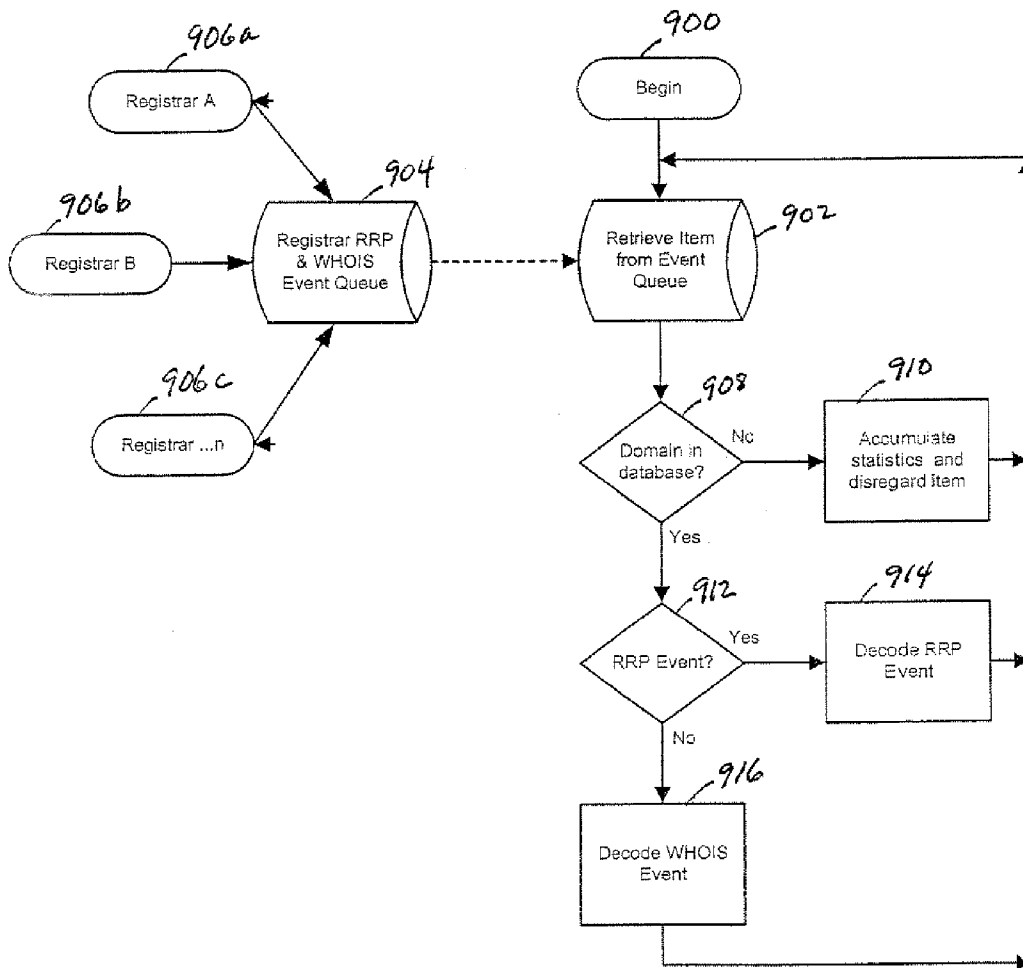 906a
Registrar A
900
Begin
904
Registrar RRP
& WHOIS
Event Queue
902
Retrieve Item
from Event
Queue
906b
Registrar B
906c
Registrar ...n
908
Domain in
database?
No
Yes
910
Accumulate
statistics and
disregard item
912
RRP Event?
Yes
No
914
Decode RRP
Event
916
Decode WHOIS
Event